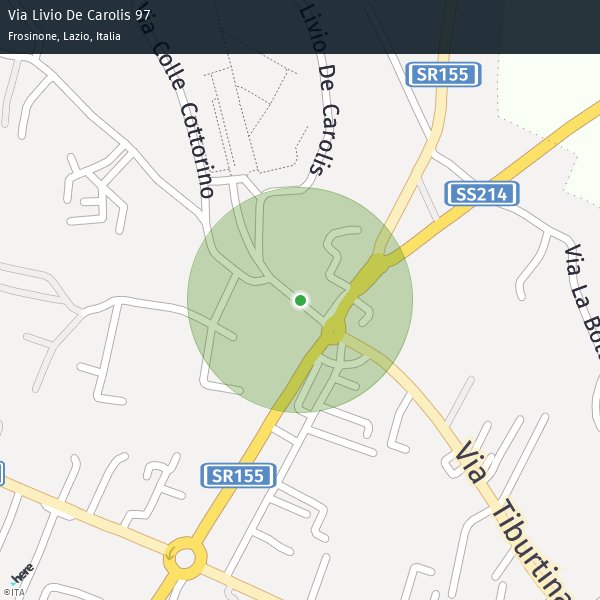 Via Livio De Carolis 97
Frosinone, Lazio, Italia
Via Colle Cottorino
Livio De Carolis
SR155
SS214
Via La Bot
SR155
Via Tiburtina
here
©ITA